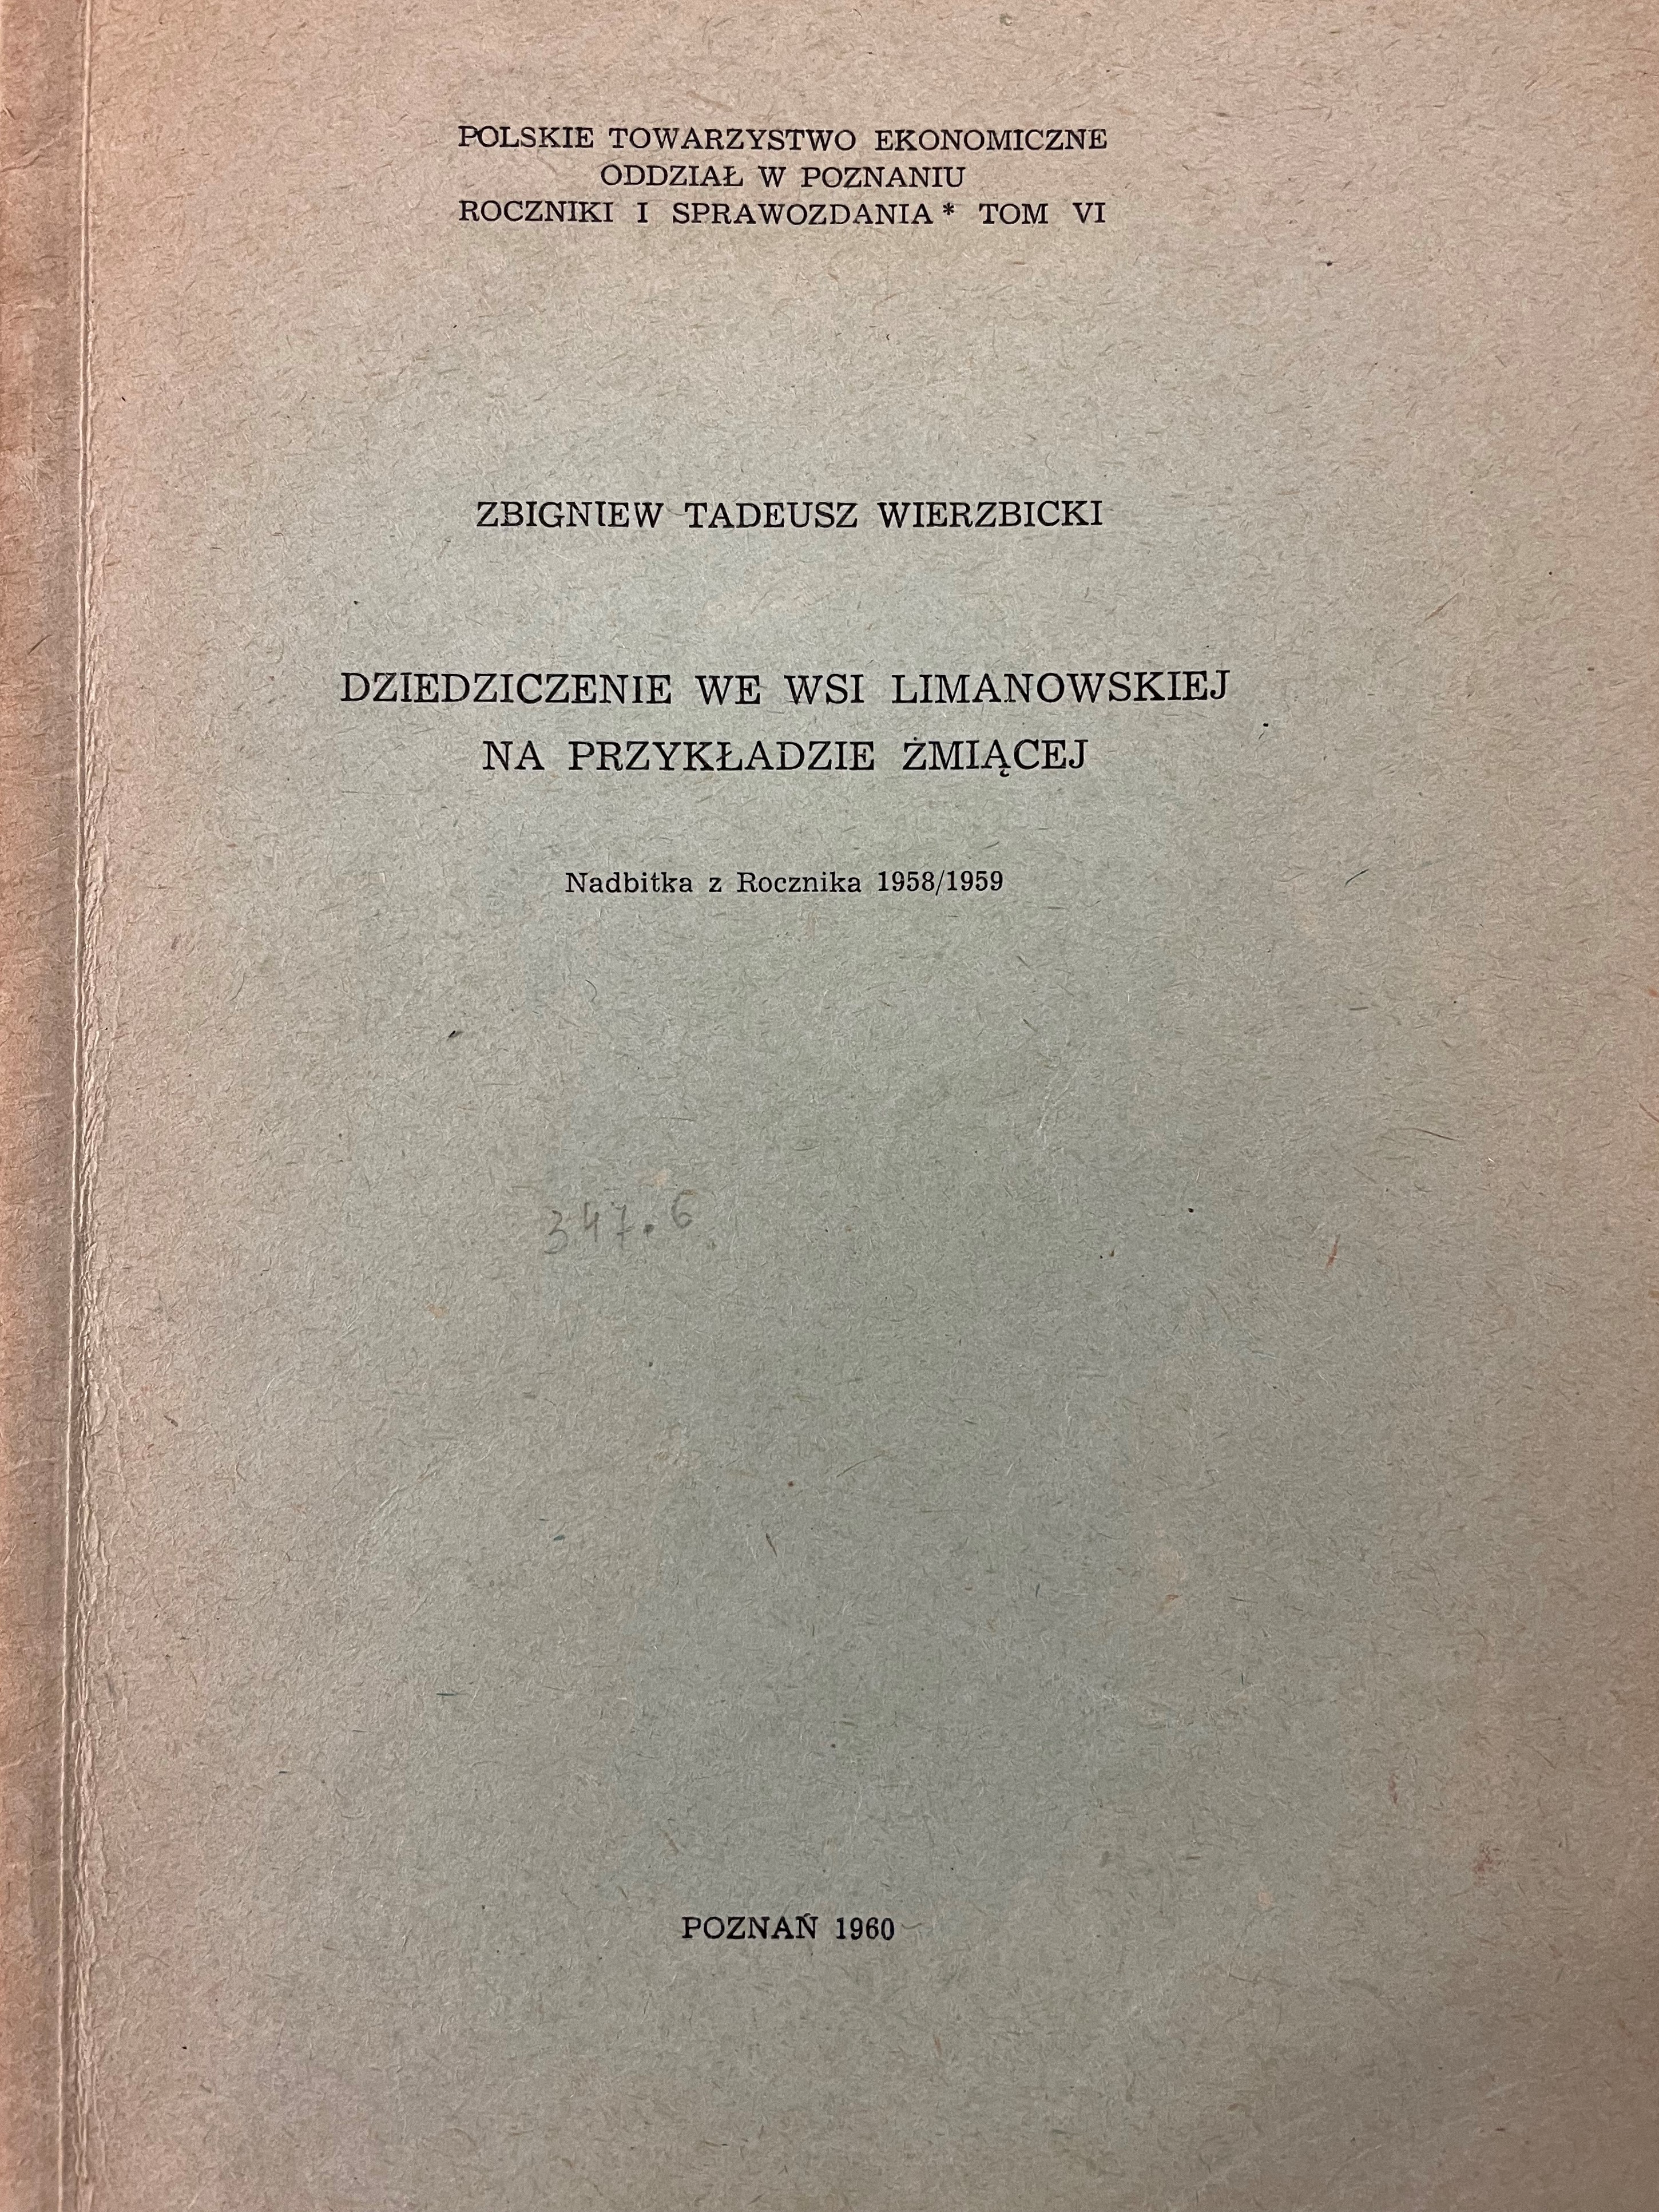 POLSKIE TOWARZYSTWO EKONOMICZNE
ODDZIAŁ W POZNANIU
ROCZNIKI I SPRAWOZDANIA * TOM VI
ZBIGNIEW TADEUSZ WIERZBICKI
DZIEDZICZENIE WE WSI LIMANOWSKIEJ
NA PRZYKŁADZIE ŻMIĄCEJ
Nadbitka z Rocznika 1958/1959
347.6
POZNAŃ 1960